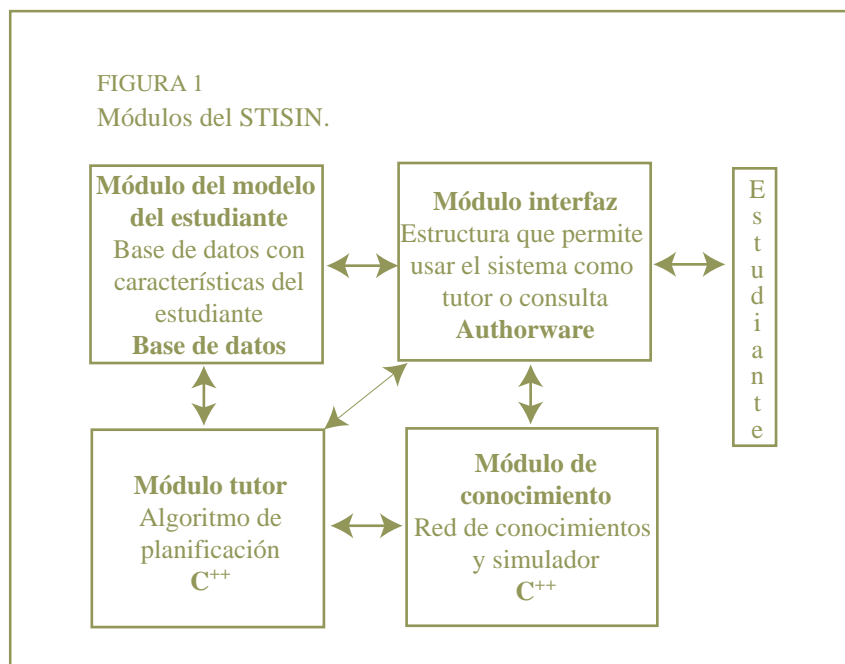 FIGURA 1
Módulos del STISIN.
Módulo del modelo
del estudiante
Base de datos con
características del
estudiante
Base de datos
Módulo interfaz
Estructura que permite
usar el sistema como
tutor o consulta
Authorware
Estudiante
Módulo tutor
Algoritmo de
planificación
C++
Módulo de
conocimiento
Red de conocimientos
y simulador
C++